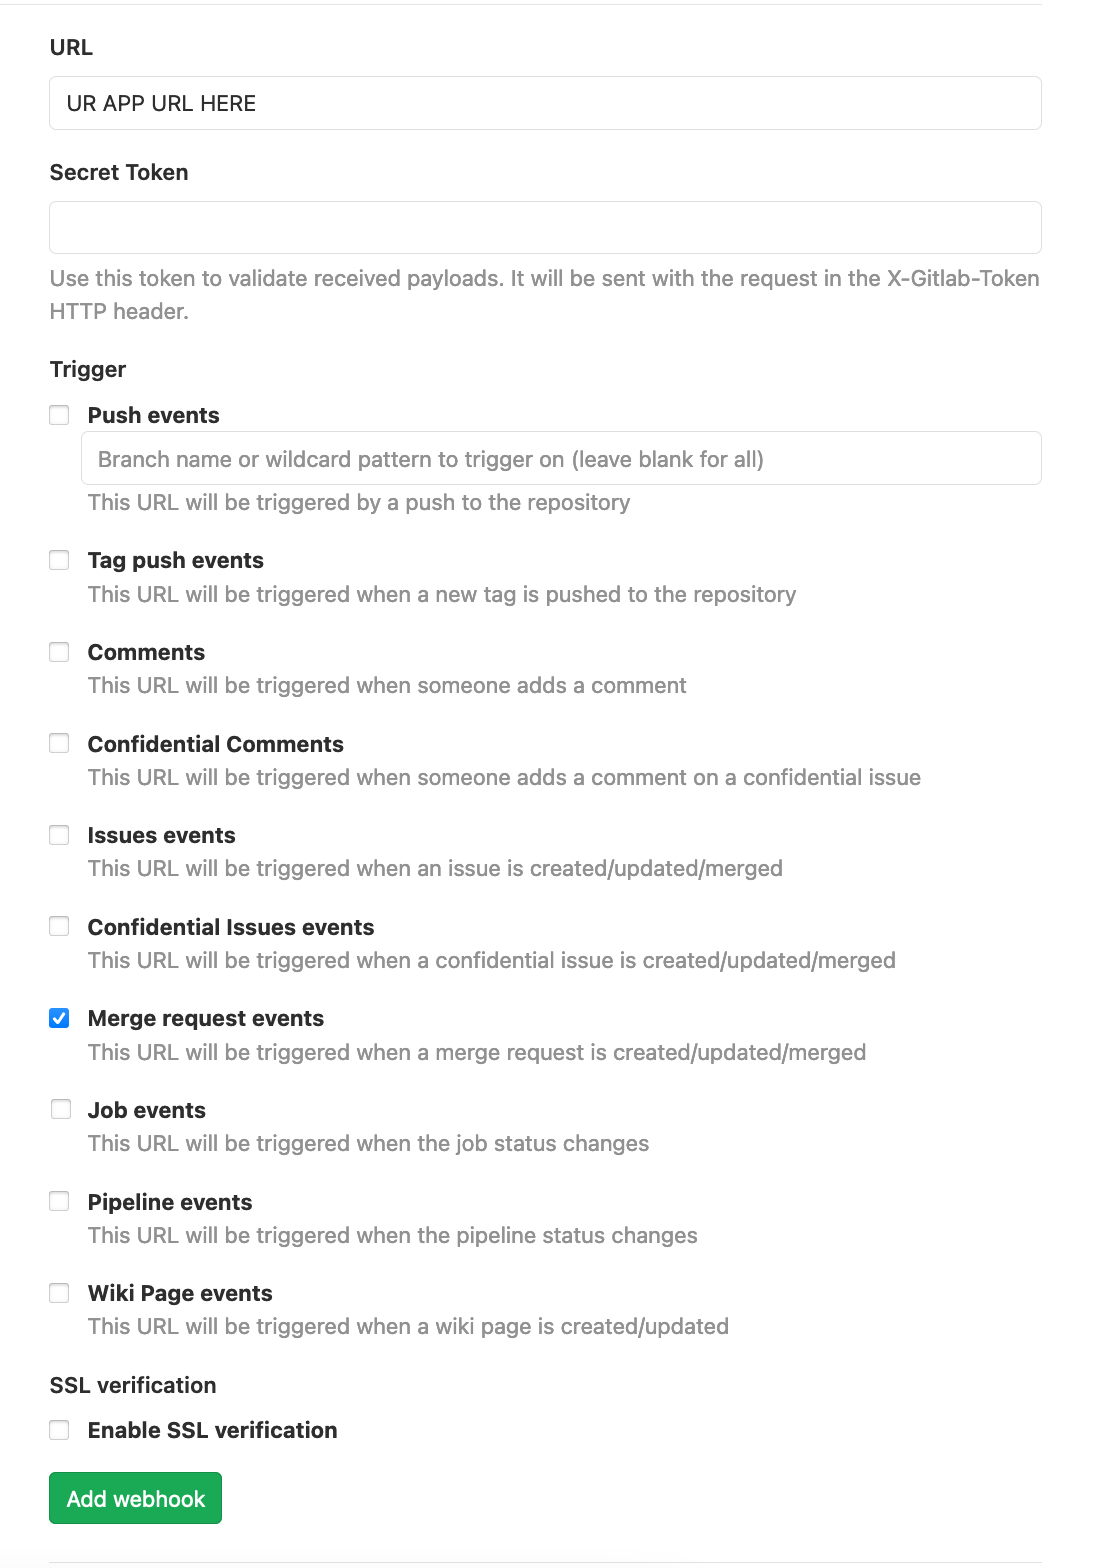 URL
UR APP URL HERE
Secret Token
Use this token to validate received payloads. It will be sent with the request in the X-Gitlab-Token
HTTP header.
Trigger
Push events
Branch name or wildcard pattern to trigger on (leave blank for all)
This URL will be triggered by a push to the repository
Tag push events
This URL will be triggered when a new tag is pushed to the repository
Comments
This URL will be triggered when someone adds a comment
Confidential Comments
This URL will be triggered when someone adds a comment on a confidential issue
Issues events
This URL will be triggered when an issue is created/updated/merged
Confidential Issues events
This URL will be triggered when a confidential issue is created/updated/merged
Merge request events
This URL will be triggered when a merge request is created/updated/merged
Job events
This URL will be triggered when the job status changes
Pipeline events
This URL will be triggered when the pipeline status changes
Wiki Page events
This URL will be triggered when a wiki page is created/updated
SSL verification
Enable SSL verification
Add webhook